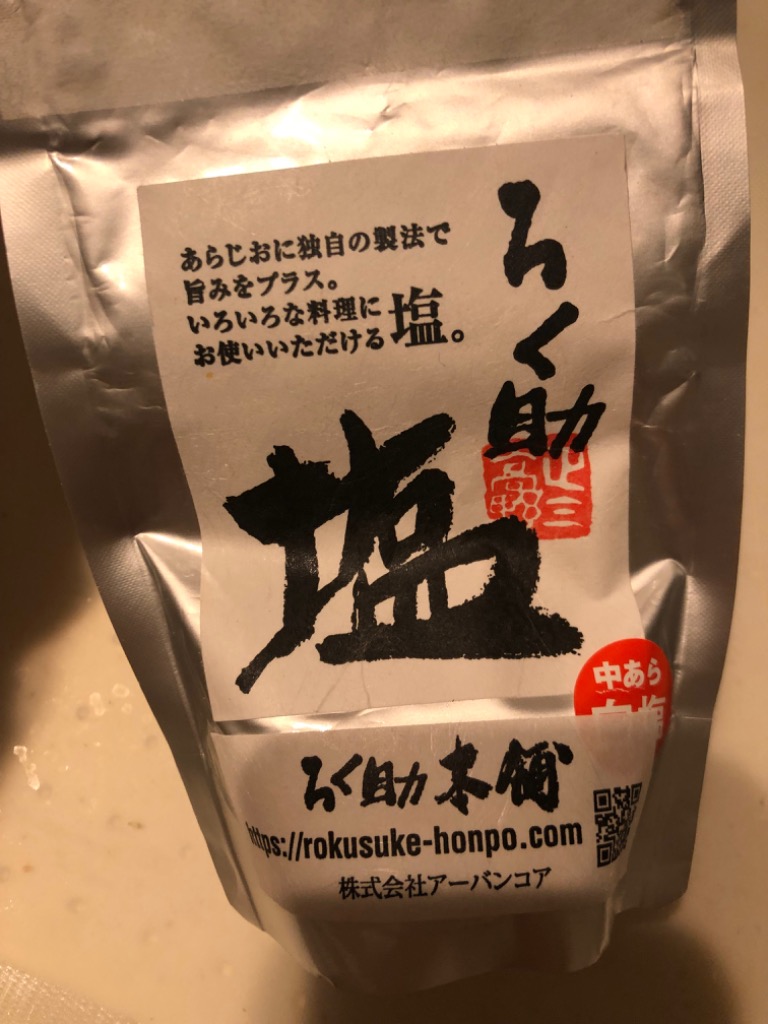 ろく助
あらじおに独自の製法で
旨みをプラス。
いろいろな料理に
お使いいただける塩。
塩
中あら
ろく助本舗
https://rokusuke-honpo.com
株式会社アーバンコア